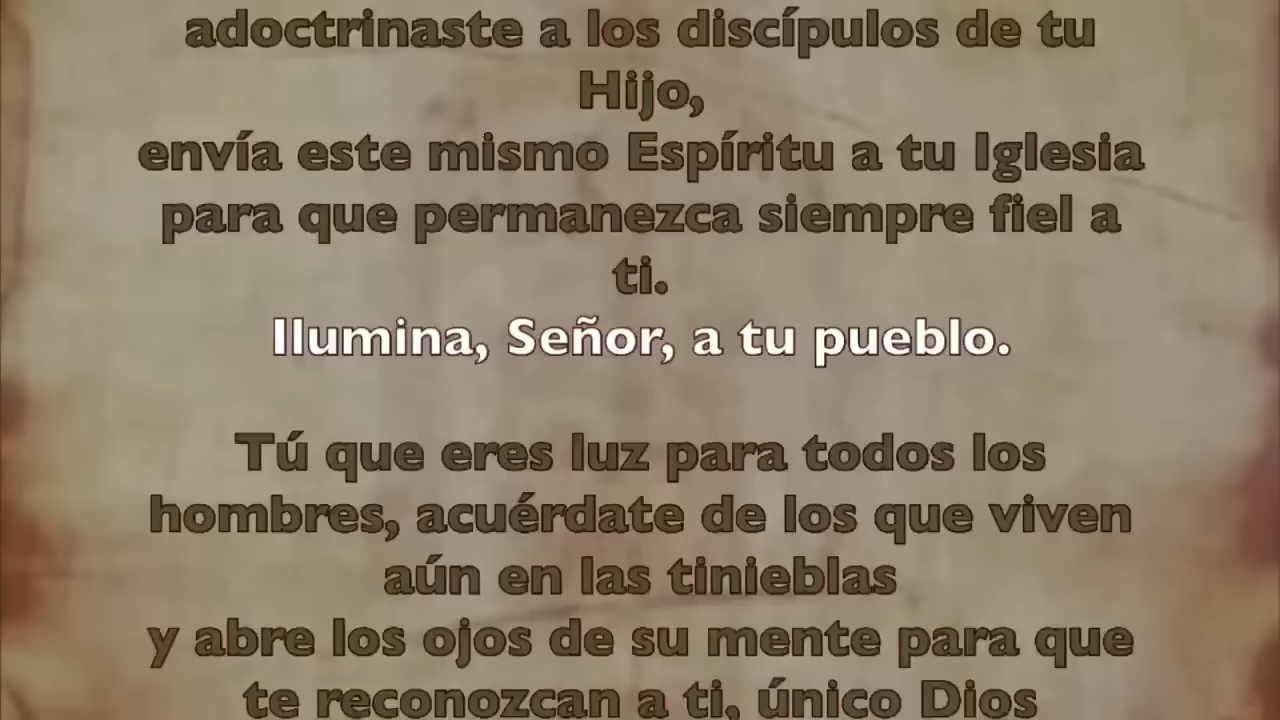 adoctrinaste a los discípulos de tu
Hijo,
envía este mismo Espíritu a tu Iglesia
para que permanezca siempre fiel a
ti.
Ilumina, Señor, a tu pueblo.
Tú que eres luz para todos los
hombres, acuérdate de los que viven
aún en las tinieblas
y abre los ojos de su mente para que
te reconozcan a ti, único Dios